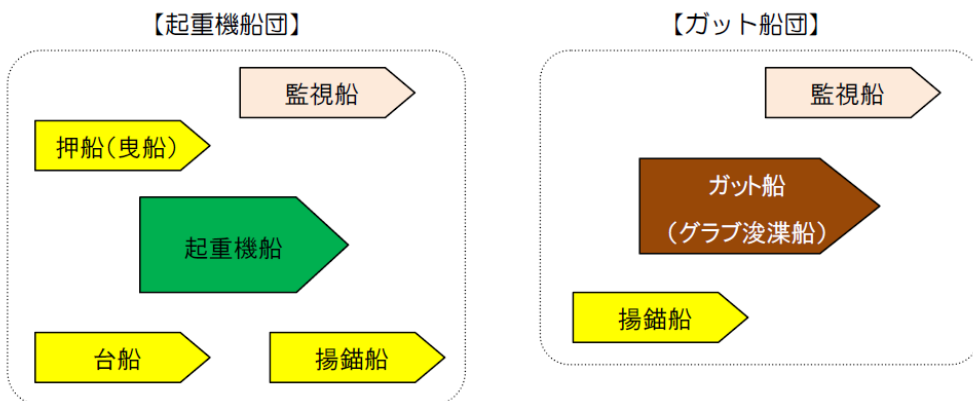 【起重機船団】
監視船
押船(曳船)
起重機船
台船
揚錨船
【ガット船団】
監視船
ガット船
(グラブ浚渫船)
揚錨船